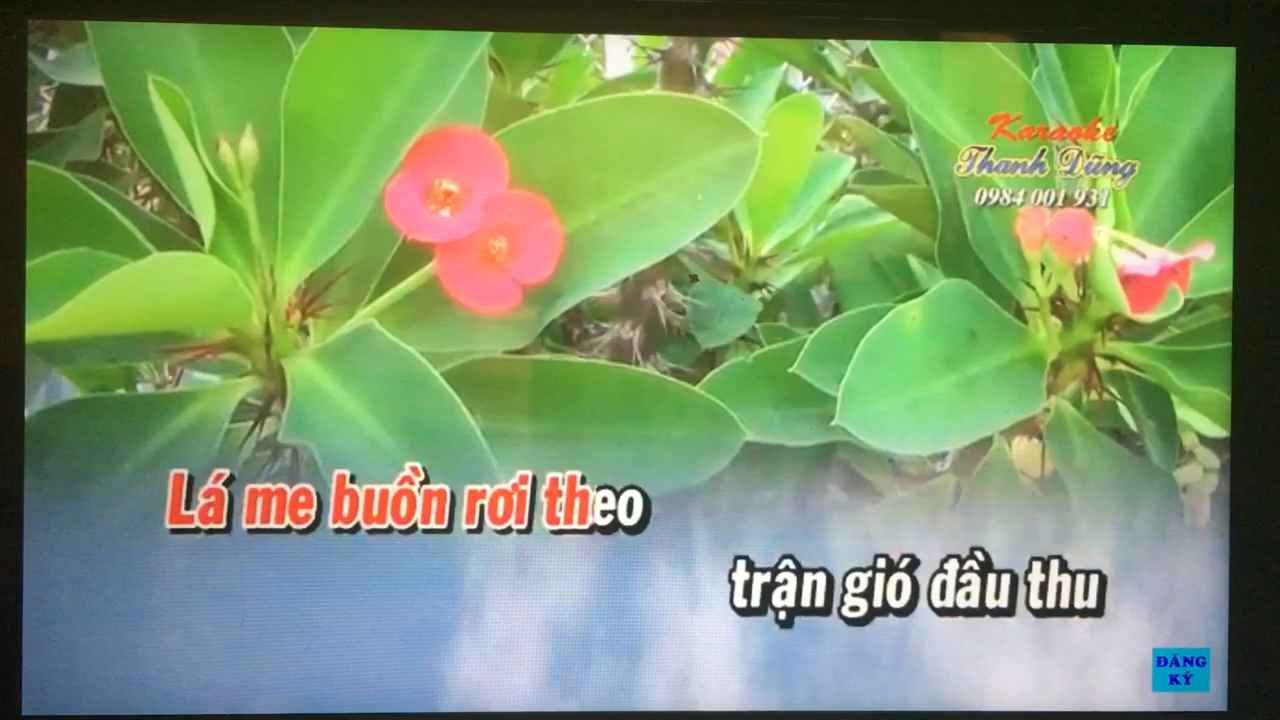 Karaoke
Thanh Dũng
0984 001 931
Lá me buồn rơi theo
trận gió đầu thu
ĐĂNG
KÝ